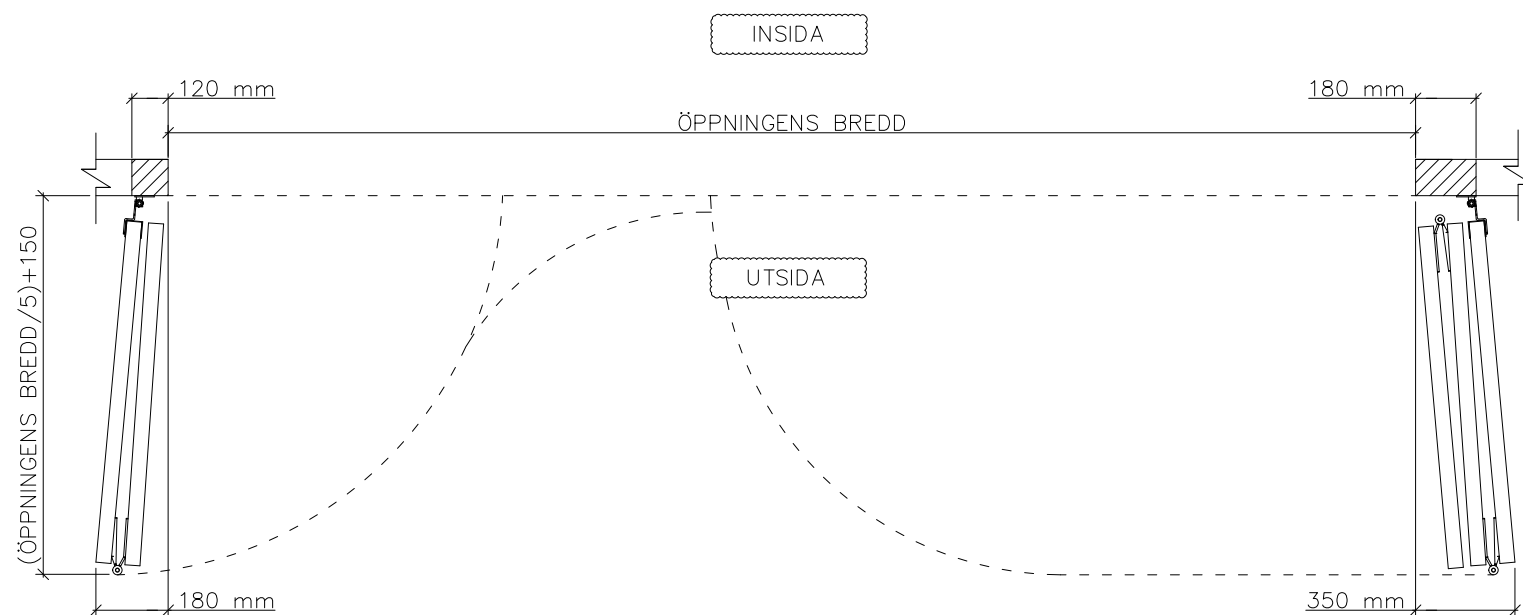 INSIDA
120 mm
180 mm
ÖPPNINGENS BREDD
UTSIDA
(ÖPPNINGENS BREDD/5)+150
180 mm
350 mm